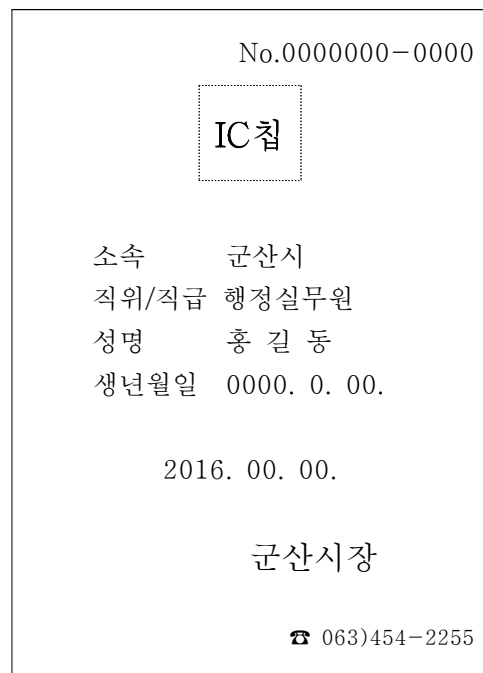 No.0000000-0000
IC칩
소속 군산시
직위/직급 행정실무원
성명 홍 길 동
생년월일 0000. 0. 00.
2016. 00. 00.
군산시장
☎ 063)454-2255